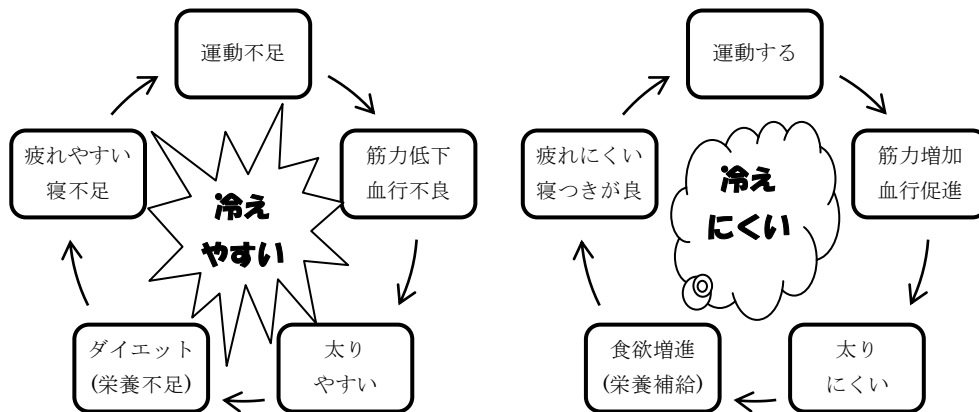 運動不足
筋力低下
血行不良
太り
やすい
ダイエット
(栄養不足)
疲れやすい
寝不足
冷え
やすい
運動する
筋力増加
血行促進
太り
にくい
食欲増進
(栄養補給)
疲れにくい
寝つきが良
冷え
にくい